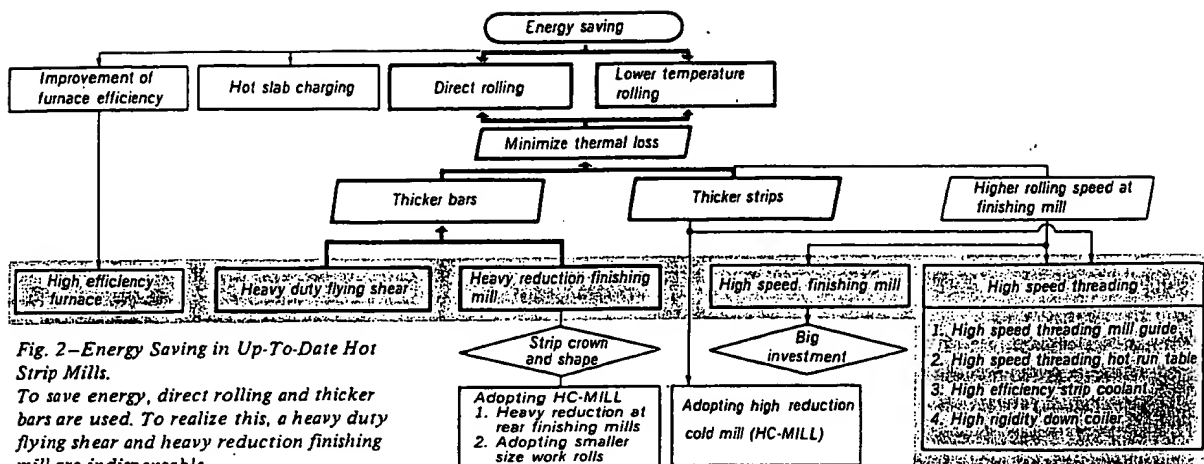 Energy saving
Improvement of
furnace efficiency
Hot slab charging
Direct rolling
Lower temperature
rolling
Minimize thermal loss
Thicker bars
Thicker strips
Higher rolling speed at
finishing mill
High efficiency
furnace
Heavy duty flying shear
Heavy reduction finishing
mill
High speed finishing mill
High speed threading
1. High speed threading mill guide
2. High speed threading hot run table
3. High efficiency strip coolant
4. High rigidity down coiler
Strip crown
and shape
Big
investment
Adopting HC-MILL
1. Heavy reduction at
rear finishing mills
2. Adopting smaller
size work rolls
Adopting high reduction
cold mill (HC-MILL)
Fig. 2–Energy Saving in Up-To-Date Hot
Strip Mills.
To save energy, direct rolling and thicker
bars are used. To realize this, a heavy duty
flying shear and heavy reduction finishing
mill are indispensable